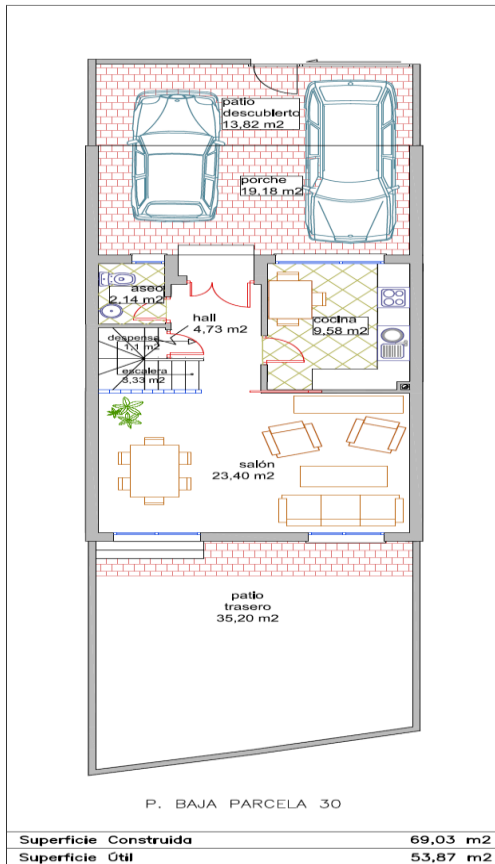 patio
descubierto
13,82 m2
porche
19,18 m2
aseo
2,14 m2
hall
4,73 m2
cocina
9,58 m2
despensa
1,1 m2
escalera
3,33 m2
salón
23,40 m2
patio
trasero
35,20 m2
P. BAJA PARCELA 30
Superficie Construida 69,03 m2
Superficie Útil 53,87 m2